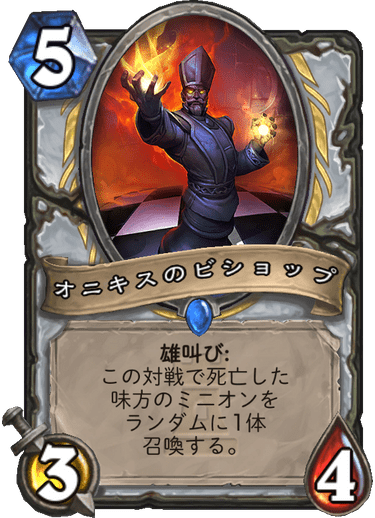 5
オニキスのビショップ
雄叫び:
この対戦で死亡した
味方のミニオンを
ランダムに1体
召喚する。
3
4